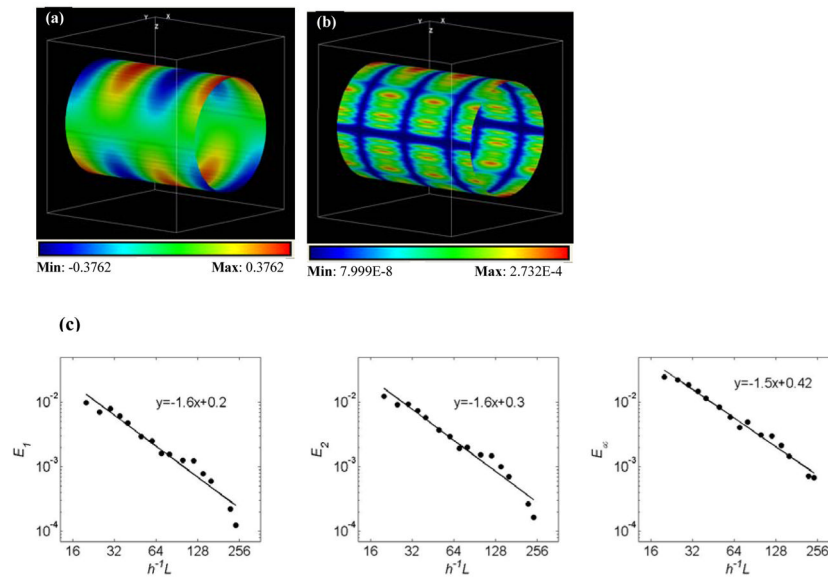 (a)
Y X
Z
(b)
Y X
Z
Min: -0.3762 Max: 0.3762
Min: 7.999E-8 Max: 2.732E-4
(c)
y=-1.6x+0.2
10⁻²
10⁻³
10⁻⁴
E₁
16 32 64 128 256
h⁻¹L
y=-1.6x+0.3
10⁻²
10⁻³
10⁻⁴
E₂
16 32 64 128 256
h⁻¹L
y=-1.5x+0.42
10⁻²
10⁻³
10⁻⁴
E∞
16 32 64 128 256
h⁻¹L